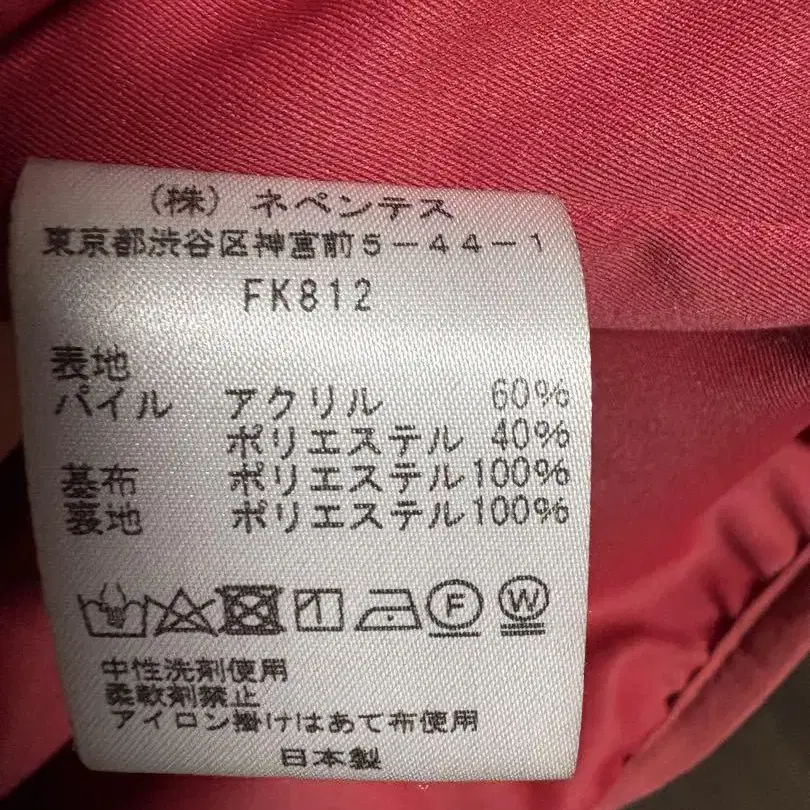 （株）ネペンテス
東京都渋谷区神宮前5-44-1
FK812
表地
パイル アクリル 60%
ポリエステル 40%
基布 ポリエステル100%
裏地 ポリエステル100%
F W
中性洗剤使用
柔軟剤禁止
アイロン掛けはあて布使用
日本製